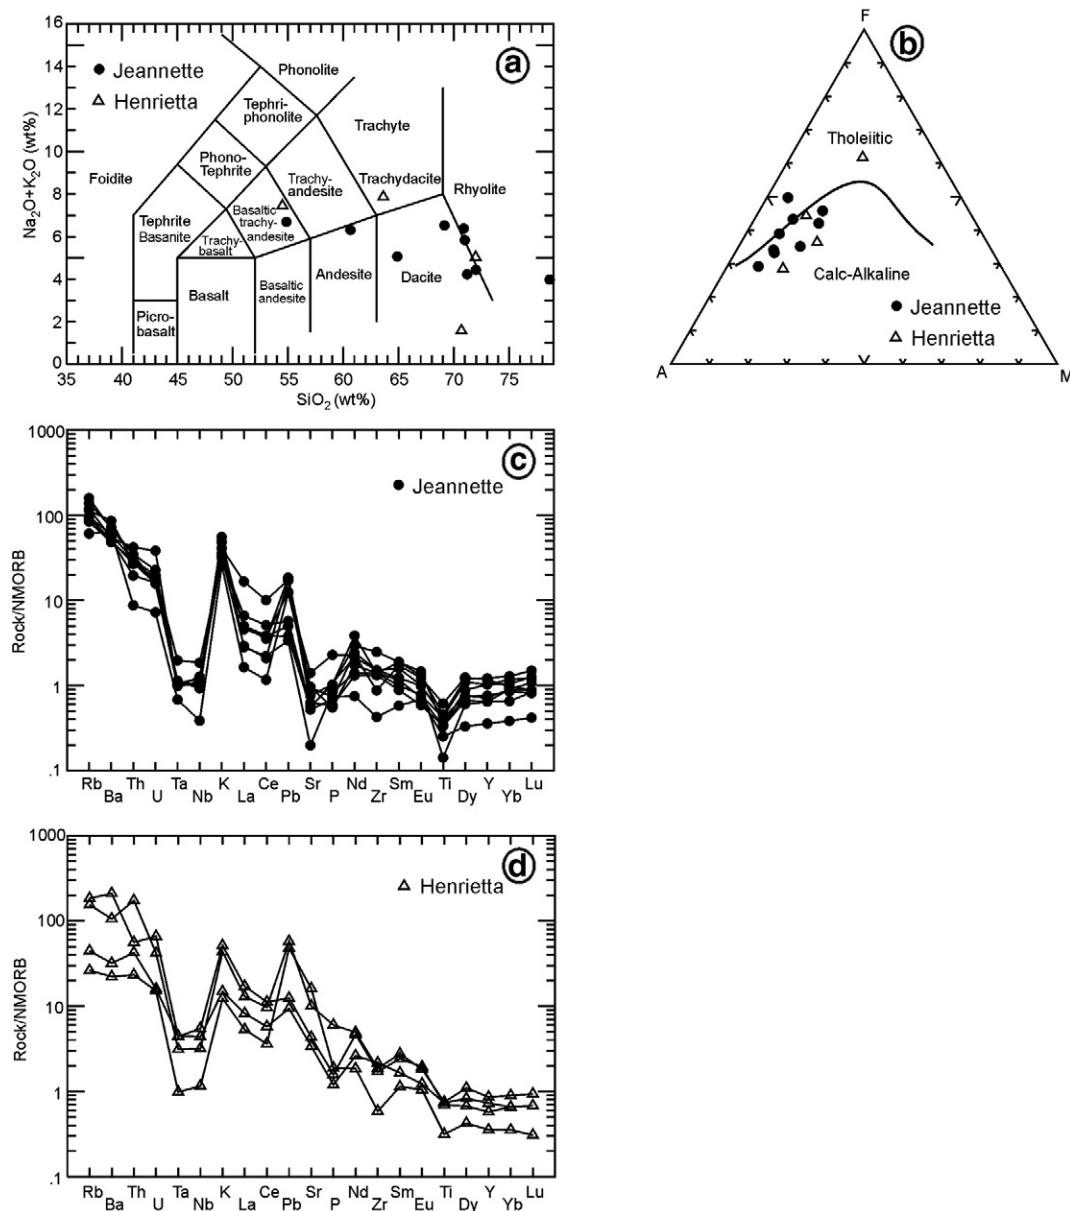 a
Jeannette
Henrietta
Na2O+K2O (wt%)
16
14
12
10
8
6
4
2
0
Phonolite
Tephri-
phonolite
Trachyte
Phono-
Tephrite
Foidite
Trachy-
andesite
Trachydacite
Rhyolite
Tephrite
Basanite
Basaltic
trachy-
andesite
Trachy-
basalt
Basalt
Basaltic
andesite
Andesite
Dacite
Picro-
basalt
35 40 45 50 55 60 65 70 75
SiO2 (wt%)
b
F
Tholeiitic
Calc-Alkaline
Jeannette
Henrietta
A
M
c
Jeannette
Rock/NMORB
1000
100
10
1
.1
Rb Ba Th U Ta Nb K La Ce Pb Sr P Nd Zr Sm Eu Ti Dy Y Yb Lu
d
Henrietta
Rock/NMORB
1000
100
10
1
.1
Rb Ba Th U Ta Nb K La Ce Pb Sr P Nd Zr Sm Eu Ti Dy Y Yb Lu